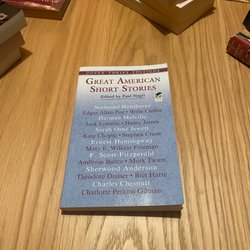 DOVER · THRIFT · EDITIONS
GREAT AMERICAN
SHORT STORIES
Edited by Paul Negri
Nathaniel Hawthorne
Edgar Allan Poe • Willa Cather
Herman Melville
Jack London • Henry James
Sarah Orne Jewett
Kate Chopin • Stephen Crane
Ernest Hemingway
Mary E. Wilkins Freeman
F. Scott Fitzgerald
Ambrose Bierce • Mark Twain
Sherwood Anderson
Theodore Dreiser • Bret Harte
Charles Chesnutt
Charlotte Perkins Gilman